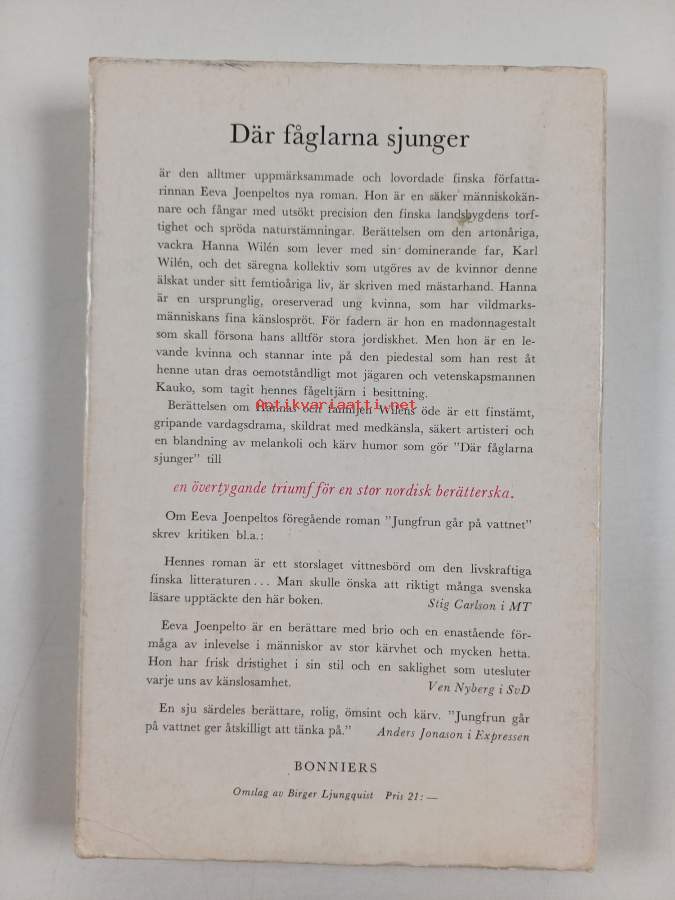 Där fåglarna sjunger
är den alltmer uppmärksammade och lovordade finska författa-
rinnan Eeva Joenpeltos nya roman. Hon är en säker människokän-
nare och fångar med utsökt precision den finska landsbygdens torf-
tighet och spröda naturstämningar. Berättelsen om den artonåriga,
vackra Hanna Wilén som lever med sin dominerande far, Karl
Wilén, och det säregna kollektiv som utgöres av de kvinnor denne
älskat under sitt femtioåriga liv, är skriven med mästarhand. Hanna
är en ursprunglig, oreserverad ung kvinna, som har vildmarks-
människans fina känslospröt. För fadern är hon en madonnagestalt
som skall försona hans alltför stora jordiskhet. Men hon är en le-
vande kvinna och stannar inte på den piedestal som han rest åt
henne utan dras oemotståndligt mot jägaren och vetenskapsmannen
Kauko, som tagit hennes fågeltjärn i besittning.
Antikvariaatti.net
Berättelsen om Hannas och familjen Wiléns öde är ett finstämt,
gripande vardagsdrama, skildrat med medkänsla, säkert artisteri och
en blandning av melankoli och kärv humor som gör ”Där fåglarna
sjunger” till
en övertygande triumf för en stor nordisk berätterska.
Om Eeva Joenpeltos föregående roman ”Jungfrun går på vattnet”
skrev kritiken bl.a.:
Hennes roman är ett storslaget vittnesbörd om den livskraftiga
finska litteraturen... Man skulle önska att riktigt många svenska
läsare upptäckte den här boken. Stig Carlson i MT
Eeva Joenpelto är en berättare med brio och en enastående för-
måga av inlevelse i människor av stor kärvhet och mycken hetta.
Hon har frisk dristighet i sin stil och en saklighet som utesluter
varje uns av känslosamhet. Ven Nyberg i SvD
En sju särdeles berättare, rolig, ömsint och kärv. ”Jungfrun går
på vattnet ger åtskilligt att tänka på.” Anders Jonason i Expressen
BONNIERS
Omslag av Birger Ljungquist Pris 21: —